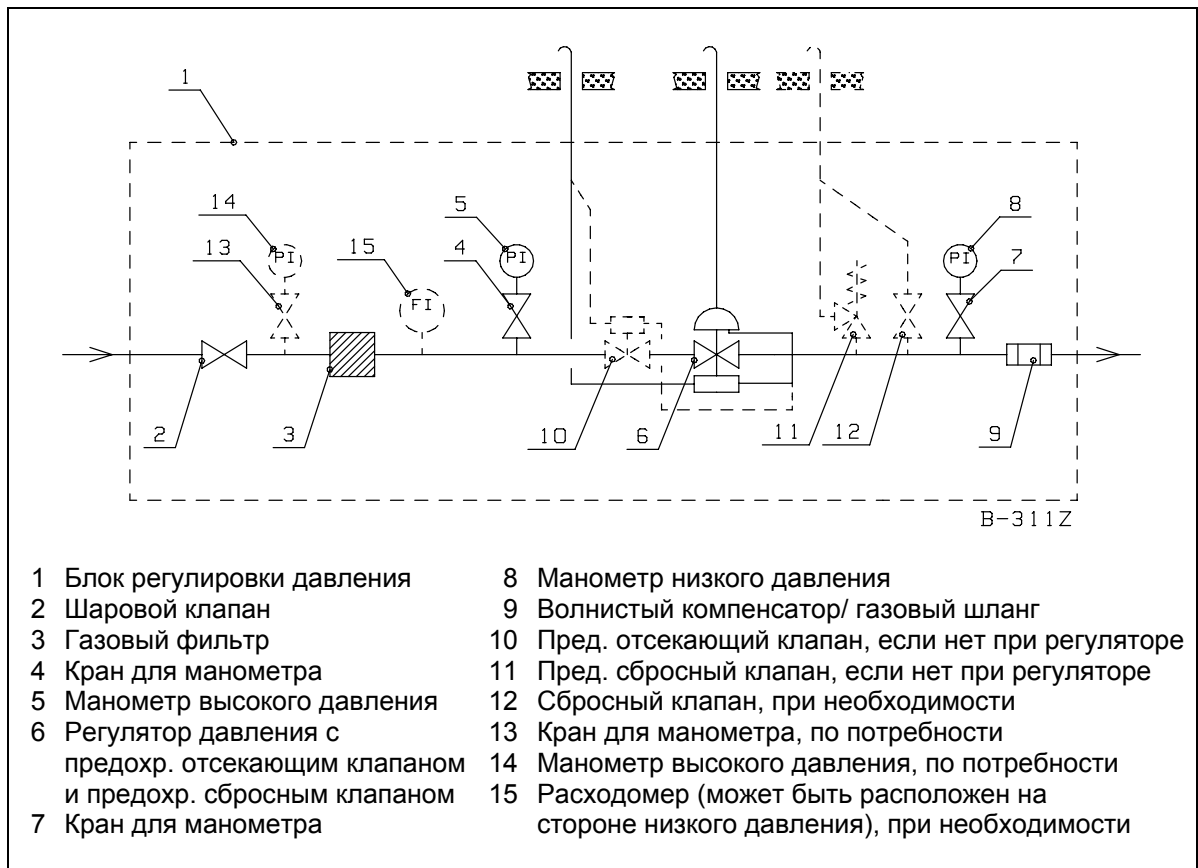 1
14
5
8
13
15
4
7
PI
FI
PI
PI
2
3
10
6
11
12
9
B-311Z
1 Блок регулировки давления
2 Шаровой клапан
3 Газовый фильтр
4 Кран для манометра
5 Манометр высокого давления
6 Регулятор давления с
предохр. отсекающим клапаном
и предохр. сбросным клапаном
7 Кран для манометра
8 Манометр низкого давления
9 Волнистый компенсатор/ газовый шланг
10 Пред. отсекающий клапан, если нет при регуляторе
11 Пред. сбросный клапан, если нет при регуляторе
12 Сбросный клапан, при необходимости
13 Кран для манометра, по потребности
14 Манометр высокого давления, по потребности
15 Расходомер (может быть расположен на
стороне низкого давления), при необходимости